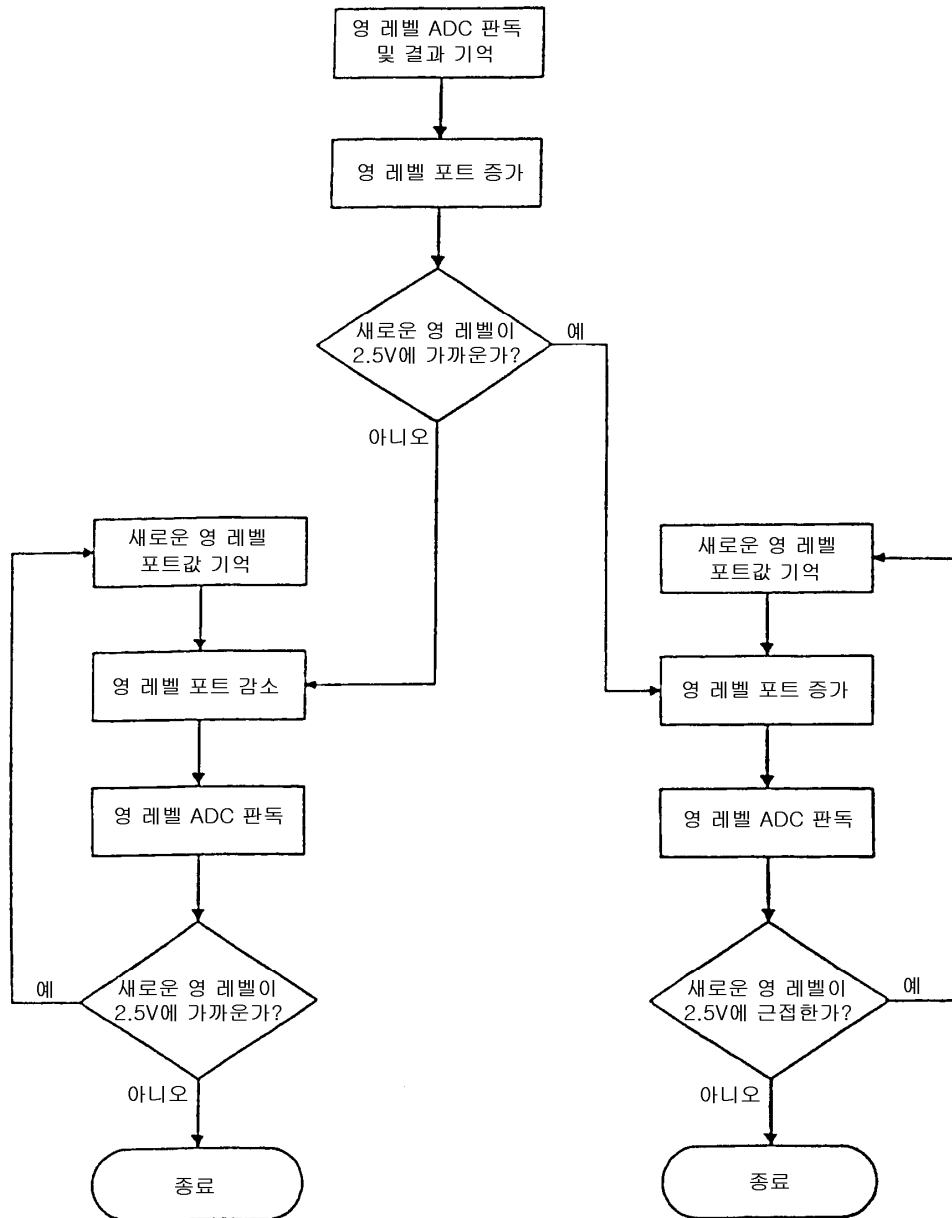 영 레벨 ADC 판독
및 결과 기억
영 레벨 포트 증가
새로운 영 레벨이
2.5V에 가까운가?
예
아니오
새로운 영 레벨
포트값 기억
영 레벨 포트 감소
영 레벨 ADC 판독
새로운 영 레벨이
2.5V에 가까운가?
예
아니오
종료
새로운 영 레벨
포트값 기억
영 레벨 포트 증가
영 레벨 ADC 판독
새로운 영 레벨이
2.5V에 근접한가?
예
아니오
종료